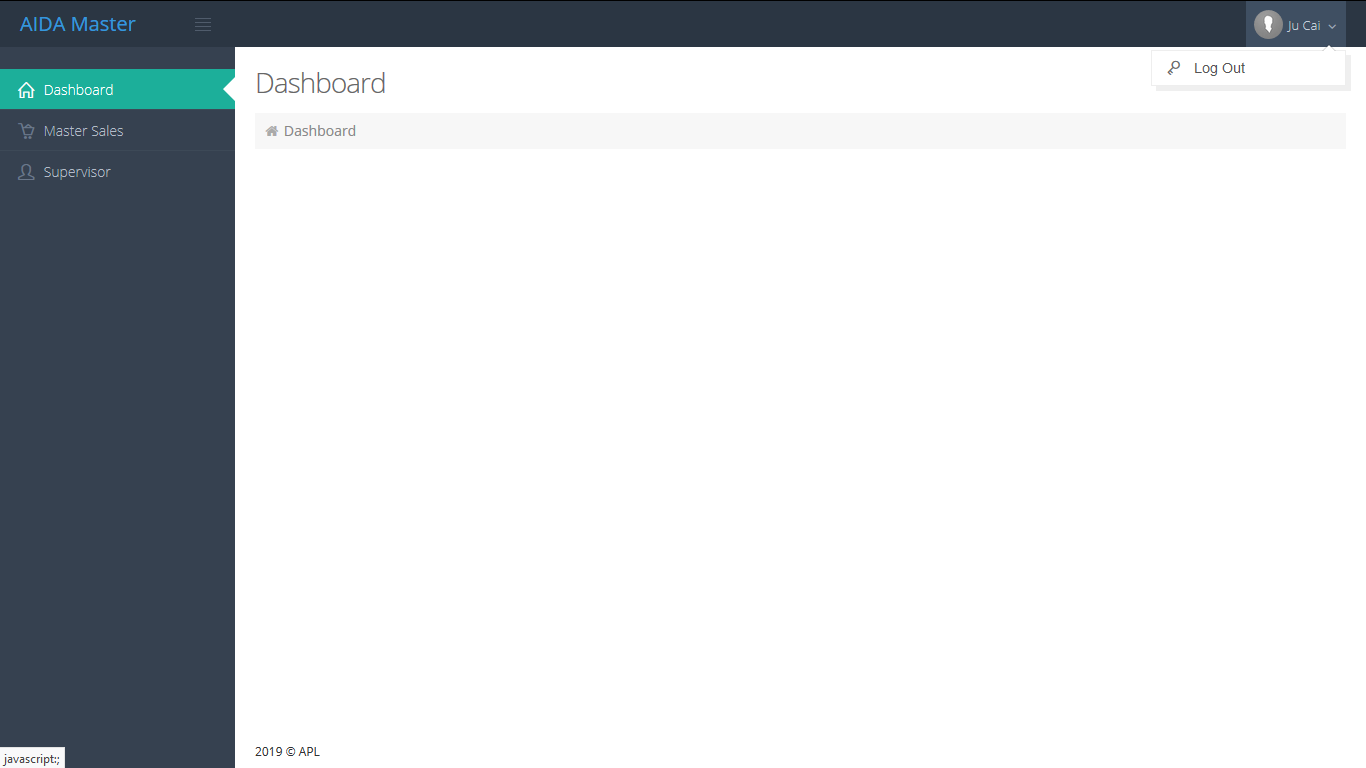 AIDA Master
Ju Cai
Log Out
Dashboard
Master Sales
Supervisor
Dashboard
Dashboard
2019 © APL
javascript:;